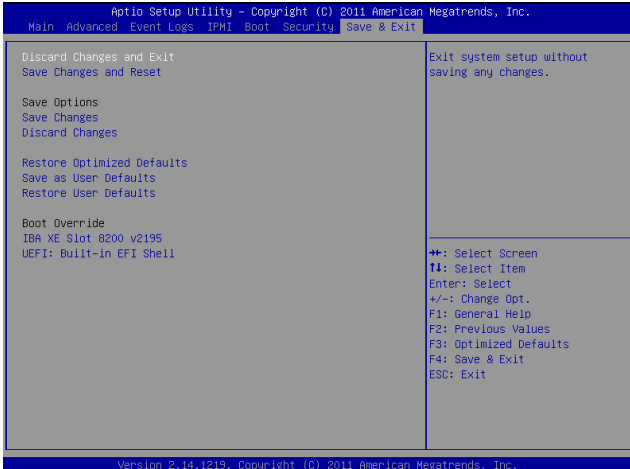 Aptio Setup Utility – Copyright (C) 2011 American Megatrends, Inc.
Main Advanced Event Logs IPMI Boot Security Save & Exit
Discard Changes and Exit
Save Changes and Reset
Save Options
Save Changes
Discard Changes
Restore Optimized Defaults
Save as User Defaults
Restore User Defaults
Boot Override
IBA XE Slot 8200 v2195
UEFI: Built-in EFI Shell
Exit system setup without
saving any changes.
→←: Select Screen
↑↓: Select Item
Enter: Select
+/-: Change Opt.
F1: General Help
F2: Previous Values
F3: Optimized Defaults
F4: Save & Exit
ESC: Exit
Version 2.14.1219. Copyright (C) 2011 American Megatrends, Inc.